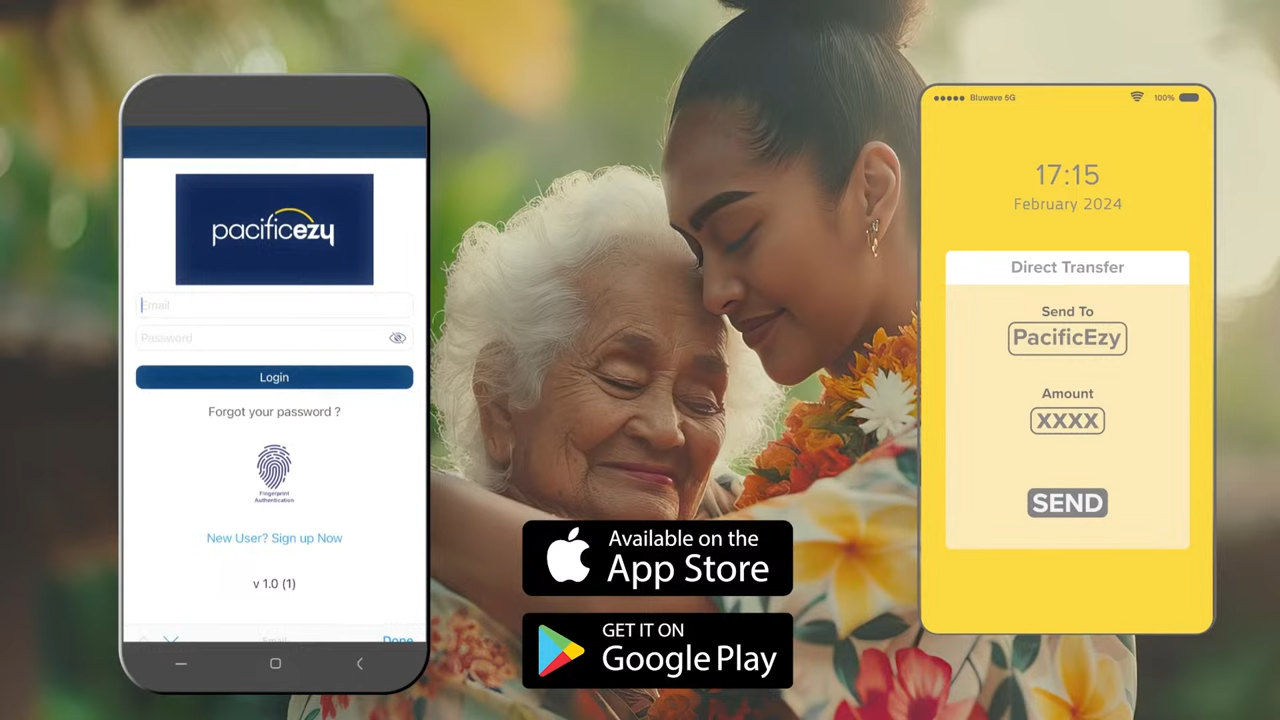 pacificezy
Email
Password
Login
Forgot your password ?
Fingerprint
Authentication
New User? Sign up Now
v 1.0 (1)
Email
Done
Available on the
App Store
GET IT ON
Google Play
Bluwave 5G
100%
17:15
February 2024
Direct Transfer
Send To
PacificEzy
Amount
XXXX
SEND